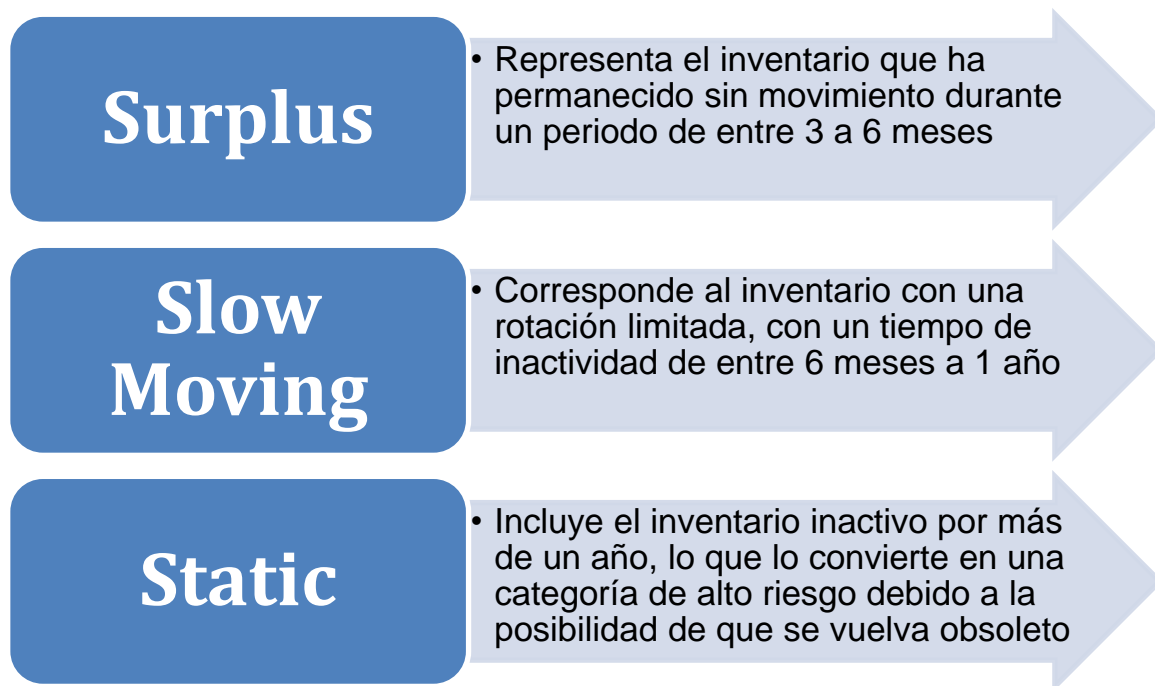 Surplus
• Representa el inventario que ha
permanecido sin movimiento durante
un periodo de entre 3 a 6 meses
Slow
Moving
• Corresponde al inventario con una
rotación limitada, con un tiempo de
inactividad de entre 6 meses a 1 año
Static
• Incluye el inventario inactivo por más
de un año, lo que lo convierte en una
categoría de alto riesgo debido a la
posibilidad de que se vuelva obsoleto